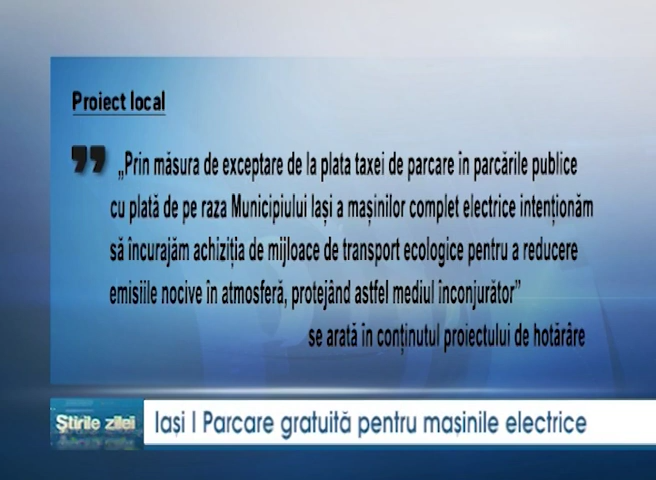 Proiect local
„Prin măsura de exceptare de la plata taxei de parcare în parcările publice
cu plată de pe raza Municipiului Iași a mașinilor complet electrice intenționăm
să încurajăm achiziția de mijloace de transport ecologice pentru a reducere
emisiile nocive în atmosferă, protejând astfel mediul înconjurător”
se arată în conținutul proiectului de hotărâre
Știrile zilei
Iași | Parcare gratuită pentru mașinile electrice